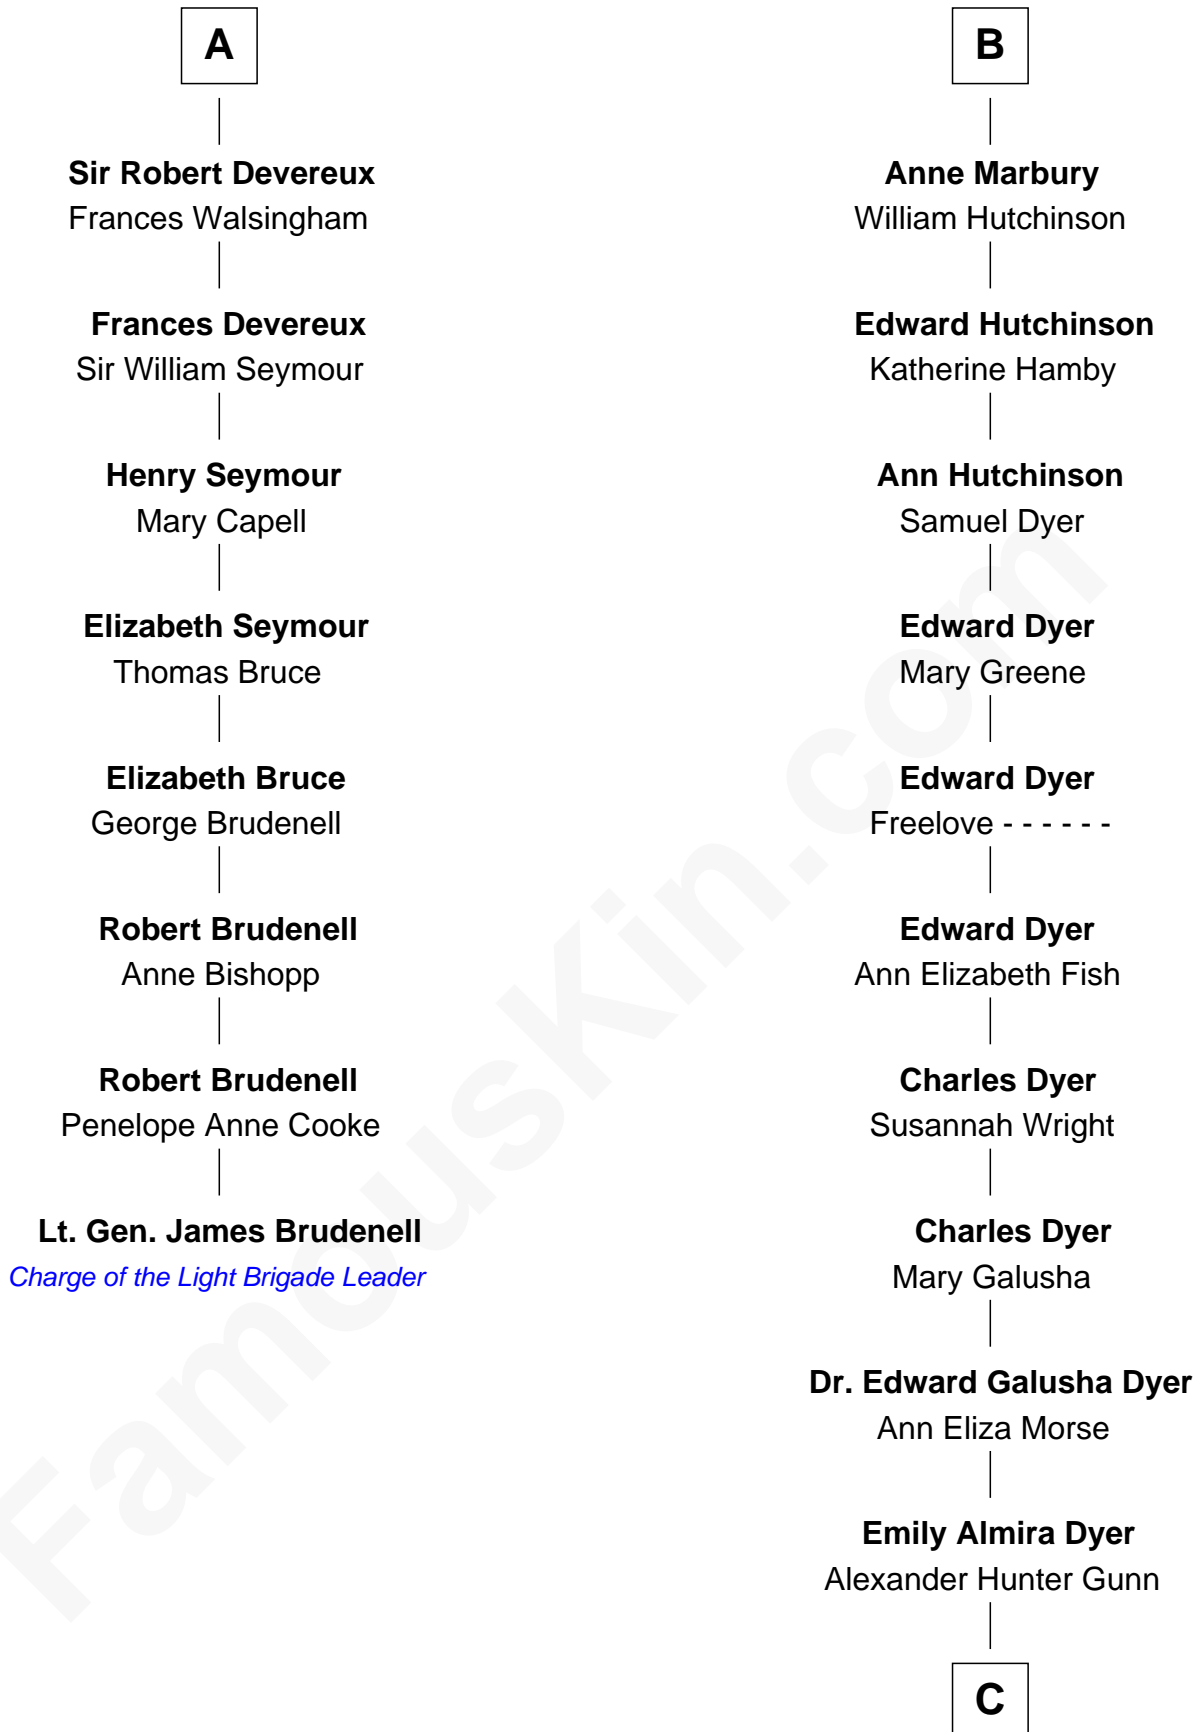 A
Sir Robert Devereux
Frances Walsingham
Frances Devereux
Sir William Seymour
Henry Seymour
Mary Capell
Elizabeth Seymour
Thomas Bruce
Elizabeth Bruce
George Brudenell
Robert Brudenell
Anne Bishopp
Robert Brudenell
Penelope Anne Cooke
Lt. Gen. James Brudenell
Charge of the Light Brigade Leader
B
Anne Marbury
William Hutchinson
Edward Hutchinson
Katherine Hamby
Ann Hutchinson
Samuel Dyer
Edward Dyer
Mary Greene
Edward Dyer
Freelove - - - - - -
Edward Dyer
Ann Elizabeth Fish
Charles Dyer
Susannah Wright
Charles Dyer
Mary Galusha
Dr. Edward Galusha Dyer
Ann Eliza Morse
Emily Almira Dyer
Alexander Hunter Gunn
C
FamousKin.com